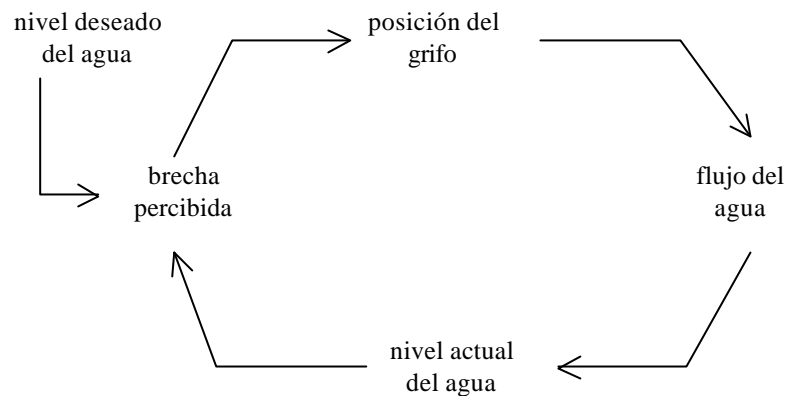 nivel deseado
del agua
posición del
grifo
brecha
percibida
flujo del
agua
nivel actual
del agua